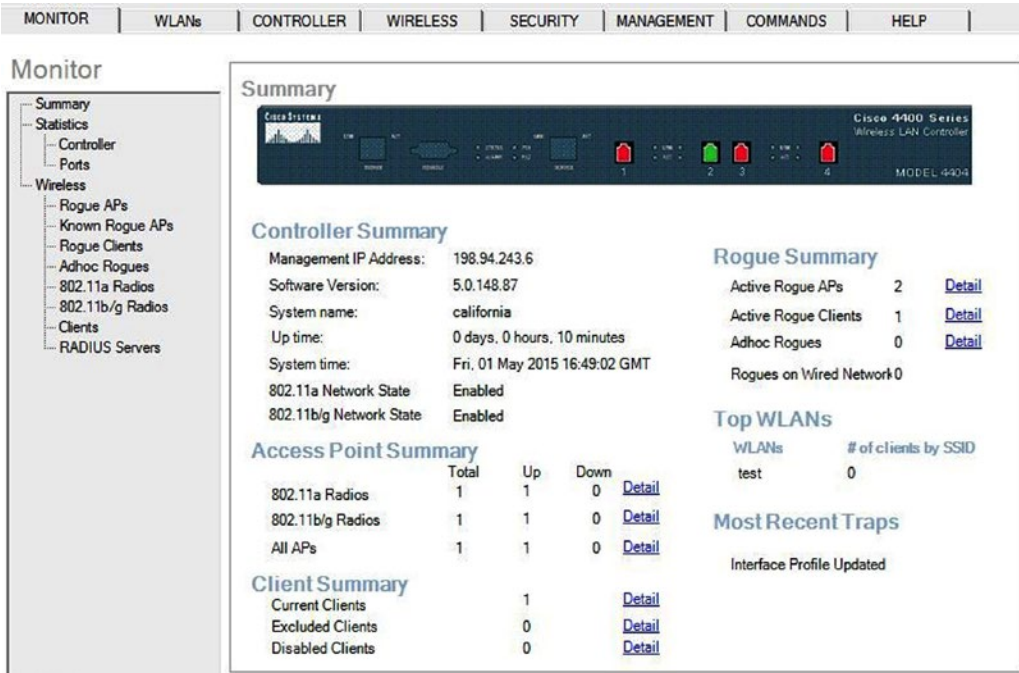 MONITOR WLANs CONTROLLER WIRELESS SECURITY MANAGEMENT COMMANDS HELP
Monitor
Summary
Statistics
Controller
Ports
Wireless
Rogue APs
Known Rogue APs
Rogue Clients
Adhoc Rogues
802.11a Radios
802.11b/g Radios
Clients
RADIUS Servers
Summary
CISCO SYSTEMS
Cisco 4400 Series
Wireless LAN Controller
1 2 3 4
MODEL 4404
Controller Summary
Management IP Address: 198.94.243.6
Software Version: 5.0.148.87
System name: california
Up time: 0 days, 0 hours, 10 minutes
System time: Fri, 01 May 2015 16:49:02 GMT
802.11a Network State Enabled
802.11b/g Network State Enabled
Access Point Summary
Total Up Down
802.11a Radios 1 1 0 Detail
802.11b/g Radios 1 1 0 Detail
All APs 1 1 0 Detail
Client Summary
Current Clients 1 Detail
Excluded Clients 0 Detail
Disabled Clients 0 Detail
Rogue Summary
Active Rogue APs 2 Detail
Active Rogue Clients 1 Detail
Adhoc Rogues 0 Detail
Rogues on Wired Network 0
Top WLANs
WLANs # of clients by SSID
test 0
Most Recent Traps
Interface Profile Updated